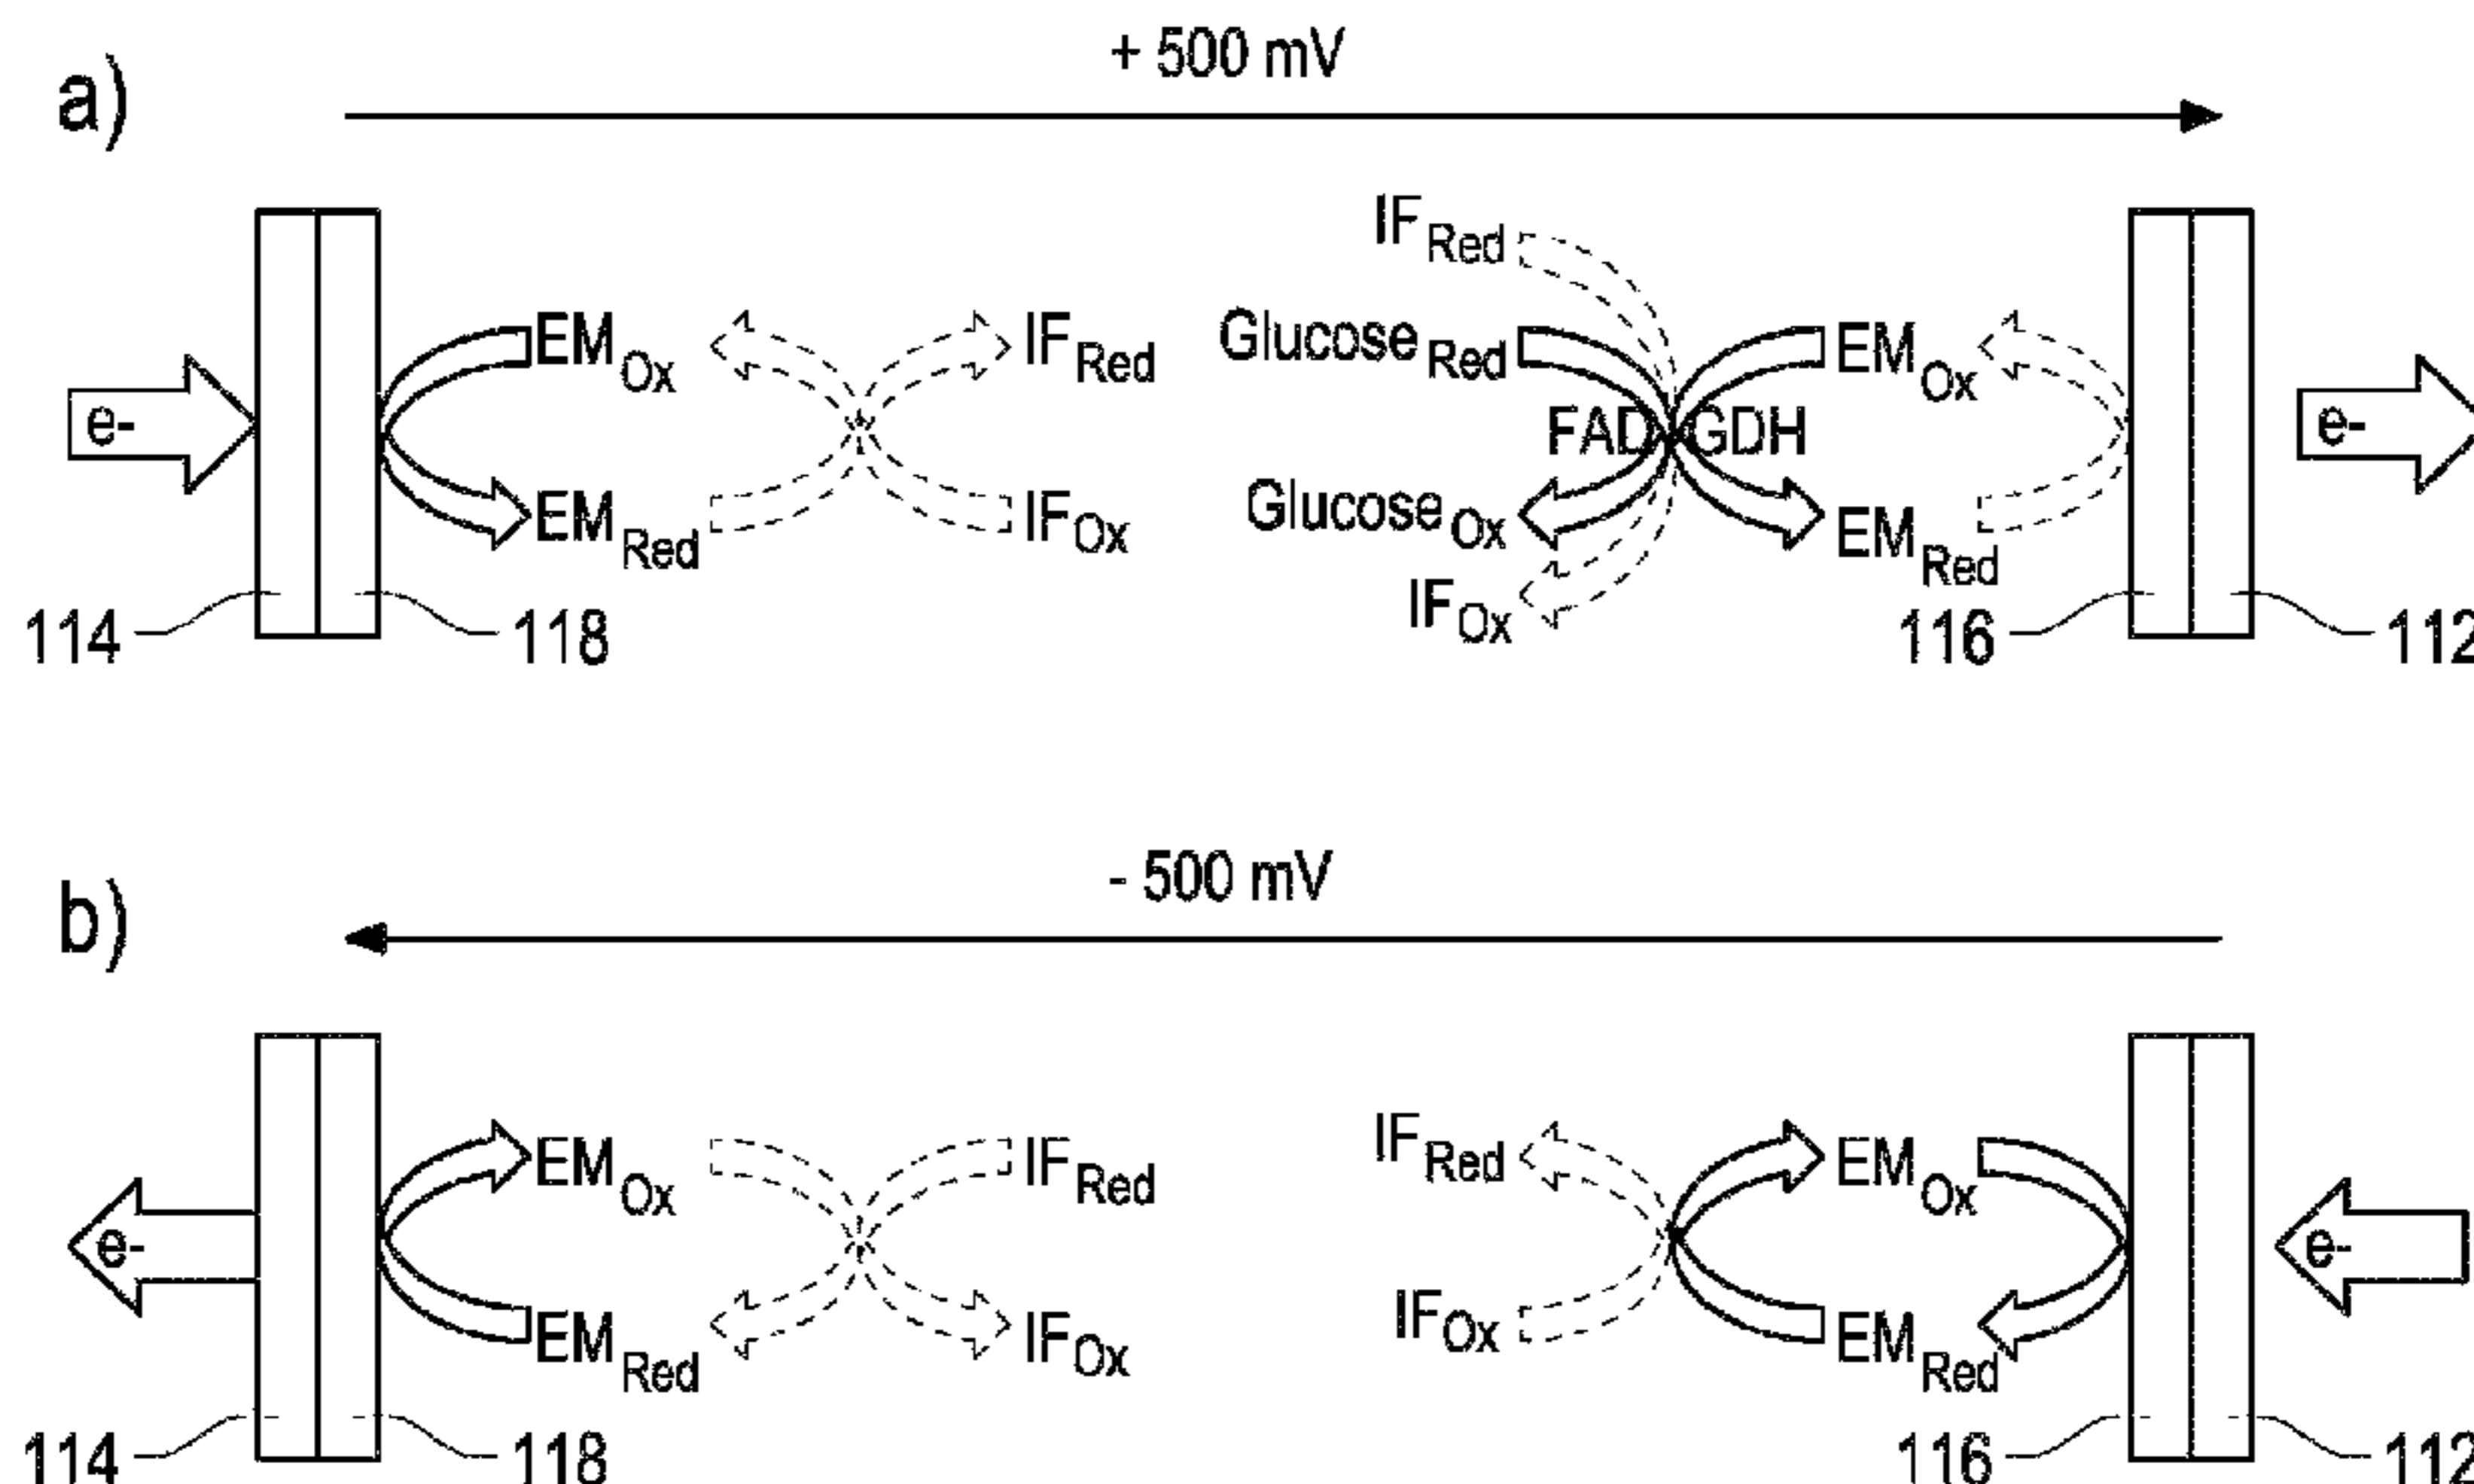 + 500 mV
a)
IF Red
EM Ox IF Red Glucose Red EM Ox
e- FAD GDH e-
EM Red IF Ox Glucose Ox EM Red
IF Ox
114 118 116 112
- 500 mV
b)
EM Ox IF Red IF Red EM Ox
e- e-
EM Red IF Ox IF Ox EM Red
114 118 116 112